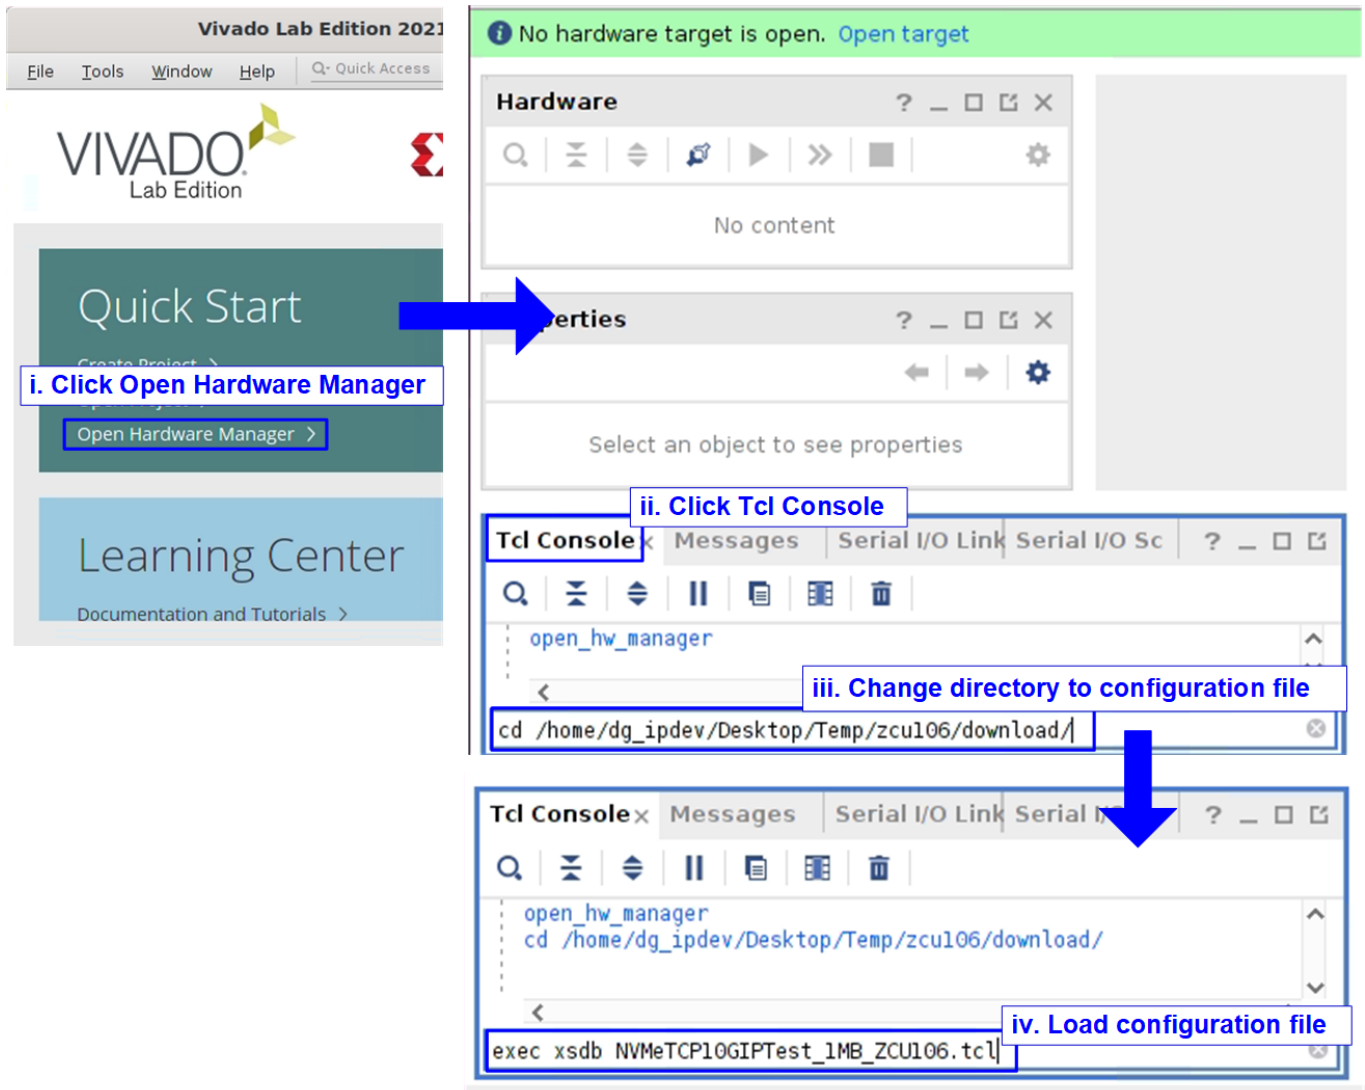 Vivado Lab Edition 2021
File Tools Window Help Q- Quick Access
VIVADO.
Lab Edition
Quick Start
Create Project >
i. Click Open Hardware Manager
Open Hardware Manager >
Learning Center
Documentation and Tutorials >
No hardware target is open. Open target
Hardware
No content
perties
Select an object to see properties
ii. Click Tcl Console
Tcl Console × Messages Serial I/O Link Serial I/O Sc
open_hw_manager
iii. Change directory to configuration file
cd /home/dg_ipdev/Desktop/Temp/zcu106/download/
Tcl Console × Messages Serial I/O Link Serial I/
open_hw_manager
cd /home/dg_ipdev/Desktop/Temp/zcu106/download/
iv. Load configuration file
exec xsdb NVMeTCP10GIPTest_1MB_ZCU106.tcl